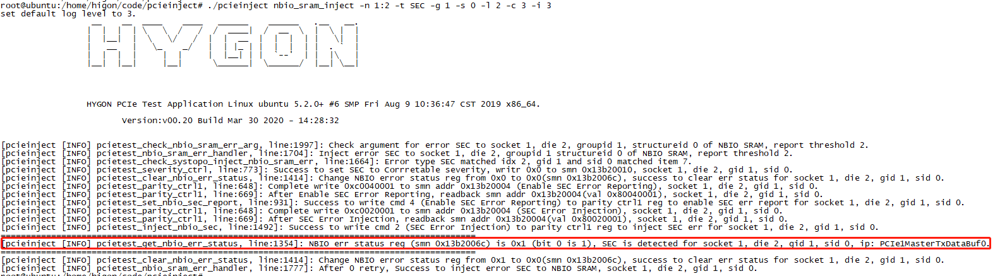 root@ubuntu:/home/higon/code/pcieinject# ./pcieinject nbio_sram_inject -n 1:2 -t SEC -g 1 -s 0 -l 2 -c 3 -i 3
set default log level to 3.
HYGON
HYGON PCIe Test Application Linux ubuntu 5.2.0+ #6 SMP Fri Aug 9 10:36:47 CST 2019 x86_64.
Version:v00.20 Build Mar 30 2020 - 14:28:32
[pcieinject [INFO] pcietest_check_nbio_sram_err_arg, line:1997]: Check argument for error SEC to socket 1, die 2, groupid 1, structureid 0 of NBIO SRAM, report threshold 2.
[pcieinject [INFO] pcietest_nbio_sram_err_handler, line:1704]: Inject error SEC to socket 1, die 2, groupid 1 structureid 0 of NBIO SRAM, report threshold 2.
[pcieinject [INFO] pcietest_check_systopo_inject_nbio_sram_err, line:1664]: Error type SEC matched idx 2, gid 1 and sid 0 matched item 7.
[pcieinject [INFO] pcietest_severity_ctrl, line:773]: Success to set SEC to Corrretable severity, writr 0x0 to smn 0x13b20010, socket 1, die 2, gid 1, sid 0.
[pcieinject [INFO] pcietest_clear_nbio_err_status, line:1414]: Change NBIO error status reg from 0x0 to 0x0(smn 0x13b2006c), success to clear err status for socket 1, die 2, gid 1, sid 0.
[pcieinject [INFO] pcietest_parity_ctrl1, line:648]: Complete write 0xc0040001 to smn addr 0x13b20004 (Enable SEC Error Reporting), socket 1, die 2, gid 1, sid 0.
[pcieinject [INFO] pcietest_parity_ctrl1, line:669]: After Enable SEC Error Reporting, readback smn addr 0x13b20004(val 0x80040001), socket 1, die 2, gid 1, sid 0.
[pcieinject [INFO] pcietest_set_nbio_sec_report, line:931]: Success to write cmd 4 (Enable SEC Error Reporting) to parity ctrl1 reg to enable SEC err report for socket 1, die 2, gid 1, sid 0.
[pcieinject [INFO] pcietest_parity_ctrl1, line:648]: Complete write 0xc0020001 to smn addr 0x13b20004 (SEC Error Injection), socket 1, die 2, gid 1, sid 0.
[pcieinject [INFO] pcietest_parity_ctrl1, line:669]: After SEC Error Injection, readback smn addr 0x13b20004(val 0x80020001), socket 1, die 2, gid 1, sid 0.
[pcieinject [INFO] pcietest_inject_nbio_sec, line:1492]: Success to write cmd 2 (SEC Error Injection) to parity ctrl1 reg to inject SEC err for socket 1, die 2, gid 1, sid 0.
[pcieinject [INFO] pcietest_get_nbio_err_status, line:1354]: NBIO err status req (smn 0x13b2006c) is 0x1 (bit 0 is 1), SEC is detected for socket 1, die 2, gid 1, sid 0, ip: PCIe1MasterTxDataBuf0.
[pcieinject [INFO] pcietest_clear_nbio_err_status, line:1414]: Change NBIO error status reg from 0x1 to 0x0(smn 0x13b2006c), success to clear err status for socket 1, die 2, gid 1, sid 0.
[pcieinject [INFO] pcietest_nbio_sram_err_handler, line:1777]: After 0 retry, Success to inject error SEC to NBIO SRAM, socket 1, die 2, gid 1, sid 0.
root@ubuntu:/home/higon/code/pcieinject#